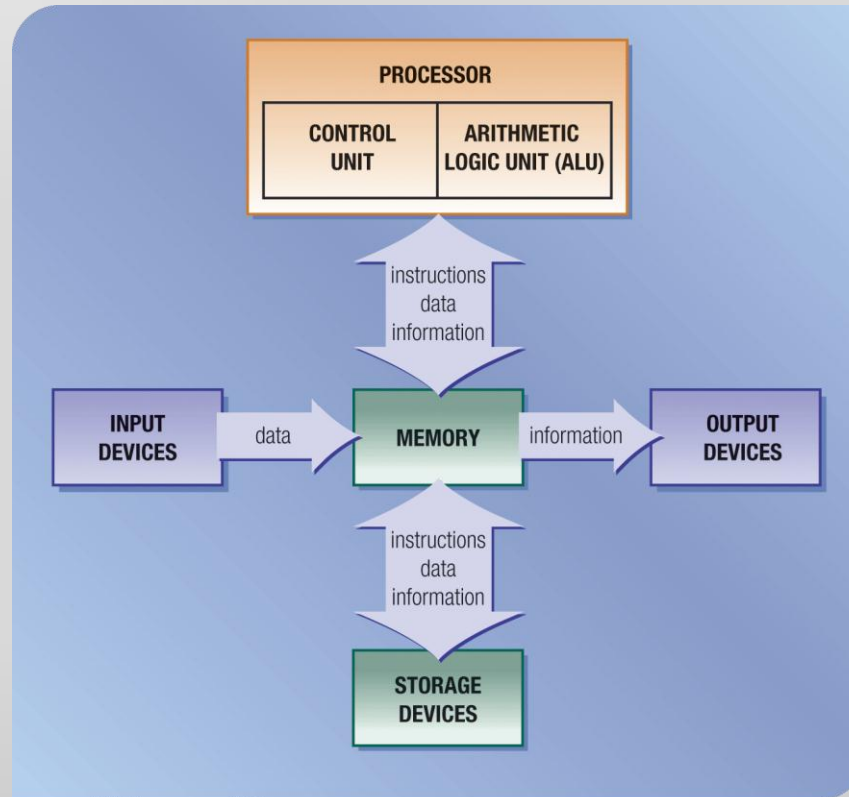 PROCESSOR
CONTROL
UNIT
ARITHMETIC
LOGIC UNIT (ALU)
instructions
data
information
INPUT
DEVICES
data
MEMORY
information
OUTPUT
DEVICES
instructions
data
information
STORAGE
DEVICES